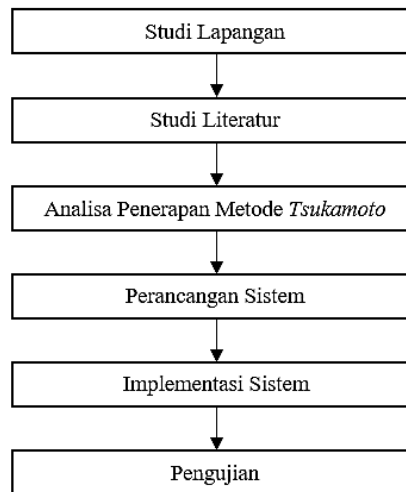 Studi Lapangan
Studi Literatur
Analisa Penerapan Metode Tsukamoto
Perancangan Sistem
Implementasi Sistem
Pengujian